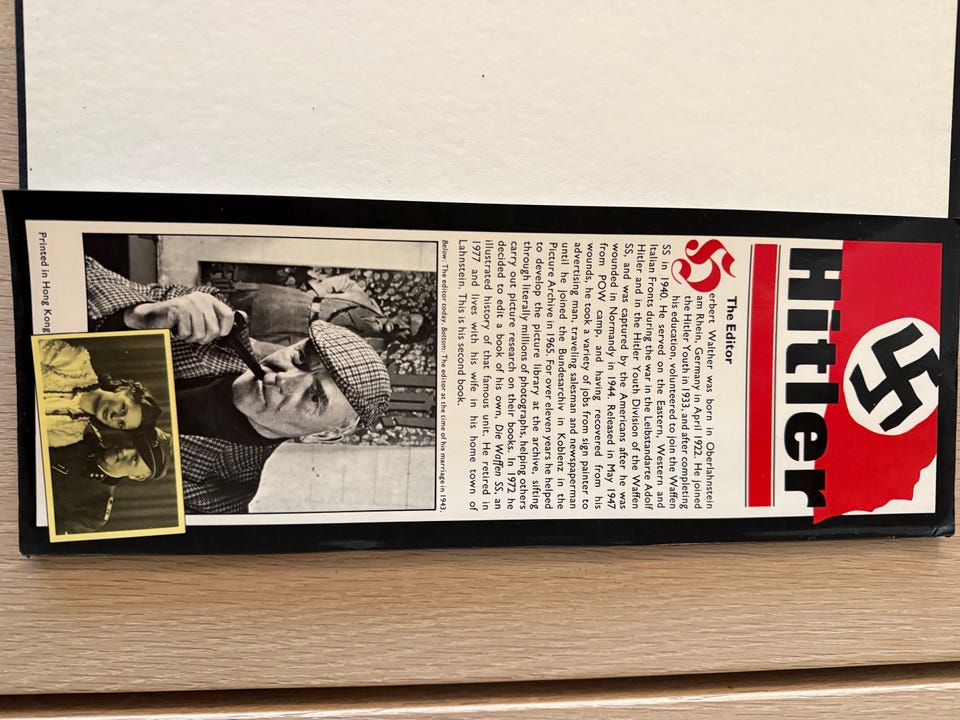 Hitler
The Editor
Herbert Walther was born in Oberlahnstein
am Rhein, Germany in April 1922. He joined
the Hitler Youth in 1933, and after completing
his education, volunteered to join the Waffen
SS in 1940. He served on the Eastern, Western and
Italian Fronts during the war in the Leibstandarte Adolf
Hitler and in the Hitler Youth Division of the Waffen
SS, and was captured by the Americans after he was
wounded in Normandy in 1944. Released in May 1947
from POW camp, and having recovered from his
wounds, he took a variety of jobs from sign painter to
advertising man, traveling salesman and newspaperman
until he joined the Bundesarchiv in Koblenz in the
Picture Archive in 1965. For over eleven years he helped
to develop the picture library at the archive, sifting
through literally millions of photographs, helping others
carry out picture research on their books. In 1972 he
decided to edit a book of his own, Die Waffen SS, an
illustrated history of that famous unit. He retired in
1977 and lives with his wife in his home town of
Lahnstein. This is his second book.
Below: The editor today. Bottom: The editor at the time of his marriage in 1943.
Printed in Hong Kong